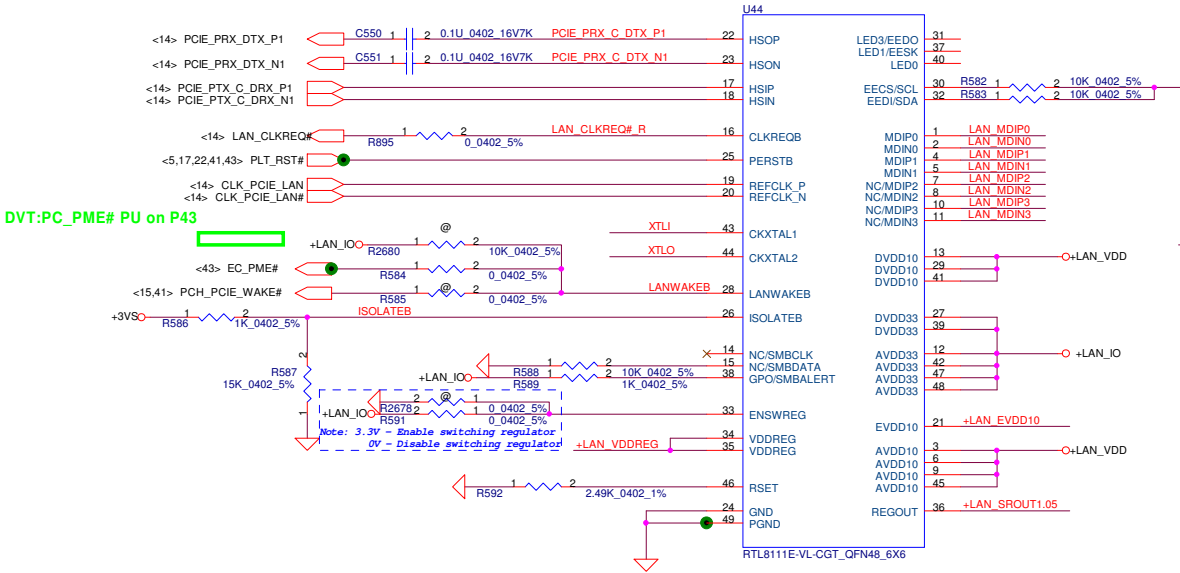 U44
<14> PCIE_PRX_DTX_P1 C550 1 2 0.1U_0402_16V7K PCIE_PRX_C_DTX_P1 22 HSOP LED3/EEDO 31
LED1/EESK 37
<14> PCIE_PRX_DTX_N1 C551 1 2 0.1U_0402_16V7K PCIE_PRX_C_DTX_N1 23 HSON LED0 40
<14> PCIE_PTX_C_DRX_P1 17 HSIP EECS/SCL 30 R582 1 2 10K_0402_5%
<14> PCIE_PTX_C_DRX_N1 18 HSIN EEDI/SDA 32 R583 1 2 10K_0402_5%
<14> LAN_CLKREQ# 1 2 LAN_CLKREQ#_R 16 CLKREQB MDIP0 1 LAN_MDIP0
R895 0_0402_5% MDIN0 2 LAN_MDIN0
<5,17,22,41,43> PLT_RST# 25 PERSTB MDIP1 4 LAN_MDIP1
MDIN1 5 LAN_MDIN1
<14> CLK_PCIE_LAN 19 REFCLK_P NC/MDIP2 7 LAN_MDIP2
<14> CLK_PCIE_LAN# 20 REFCLK_N NC/MDIN2 8 LAN_MDIN2
NC/MDIP3 10 LAN_MDIP3
NC/MDIN3 11 LAN_MDIN3
DVT:PC_PME# PU on P43
XTLI 43 CKXTAL1
@
+LAN_IO 1 2
R2680 10K_0402_5%
XTLO 44 CKXTAL2 DVDD10 13 +LAN_VDD
DVDD10 29
DVDD10 41
<43> EC_PME# 1 2
R584 0_0402_5%
<15,41> PCH_PCIE_WAKE# 1 @ 2 LANWAKEB 28 LANWAKEB
R585 0_0402_5%
+3VS 1 2 ISOLATEB 26 ISOLATEB DVDD33 27
R586 1K_0402_5% DVDD33 39
NC/SMBCLK 14 AVDD33 12 +LAN_IO
NC/SMBDATA 15 AVDD33 42
GPO/SMBALERT 38 AVDD33 47
AVDD33 48
2
R587
15K_0402_5%
1
1 2
R588 10K_0402_5%
+LAN_IO 1 2
R589 1K_0402_5%
2 @ 1
R2678 0_0402_5%
+LAN_IO 2 1 33 ENSWREG EVDD10 21 +LAN_EVDD10
R591 0_0402_5%
Note: 3.3V - Enable switching regulator
0V - Disable switching regulator
34 VDDREG
+LAN_VDDREG 35 VDDREG AVDD10 3 +LAN_VDD
AVDD10 6
AVDD10 9
AVDD10 45
1 2 46 RSET
R592 2.49K_0402_1%
24 GND REGOUT 36 +LAN_SROUT1.05
49 PGND
RTL8111E-VL-CGT_QFN48_6X6